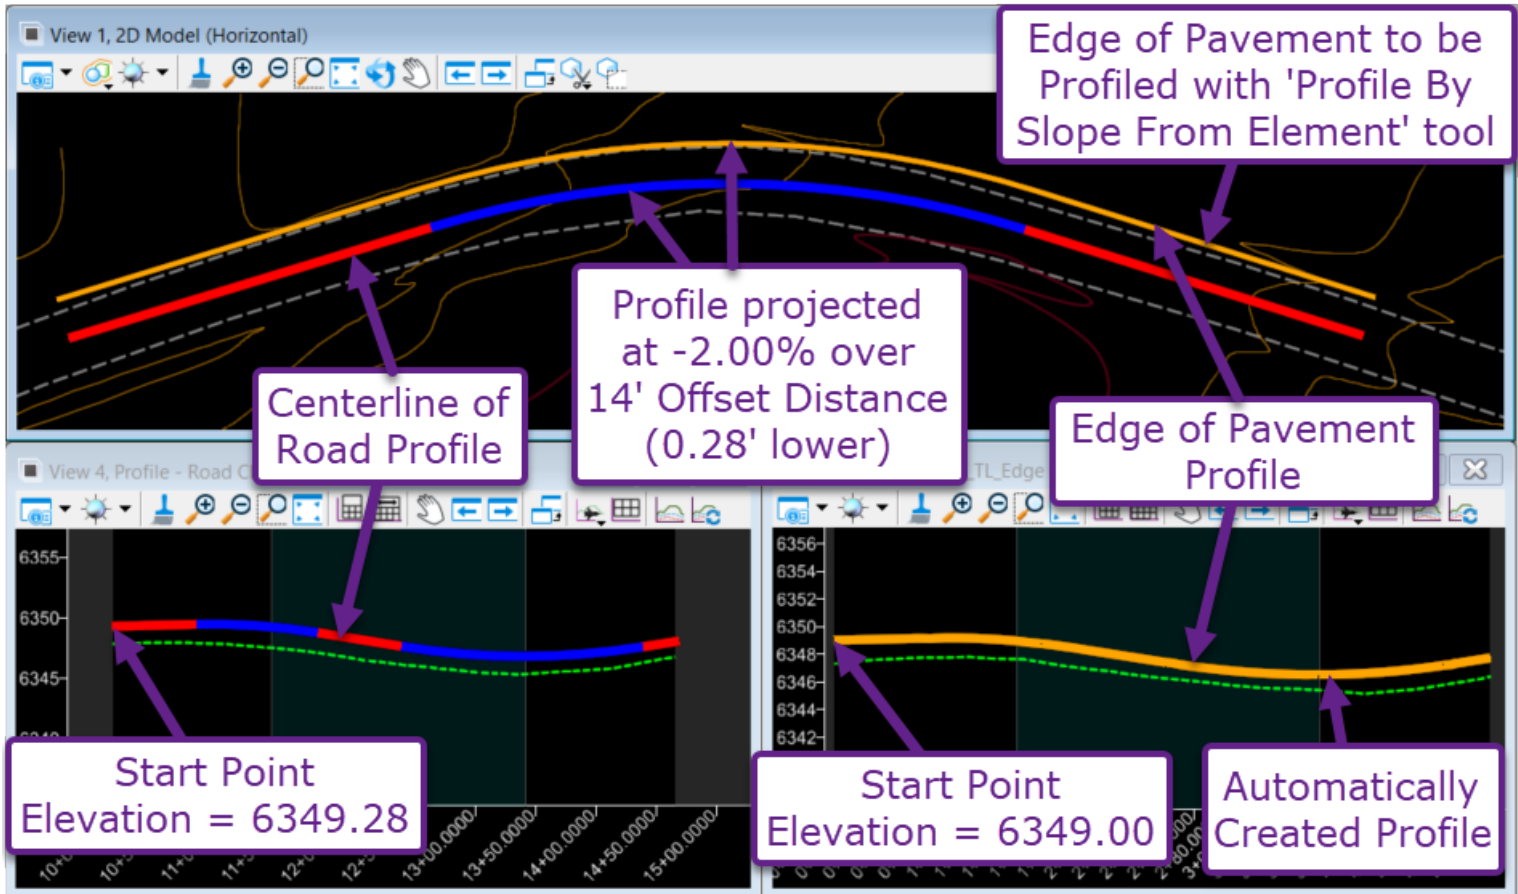 View 1, 2D Model (Horizontal)
Edge of Pavement to be
Profiled with 'Profile By
Slope From Element' tool
Profile projected
at -2.00% over
14' Offset Distance
(0.28' lower)
Centerline of
Road Profile
Edge of Pavement
Profile
View 4, Profile - Road
_TL_Edge
6355
6350
6345
6356
6354
6352
6350
6348
6346
6344
6342
Start Point
Elevation = 6349.28
Start Point
Elevation = 6349.00
Automatically
Created Profile
13+00.0000
13+50.0000
14+00.0000
14+50.0000
15+00.0000